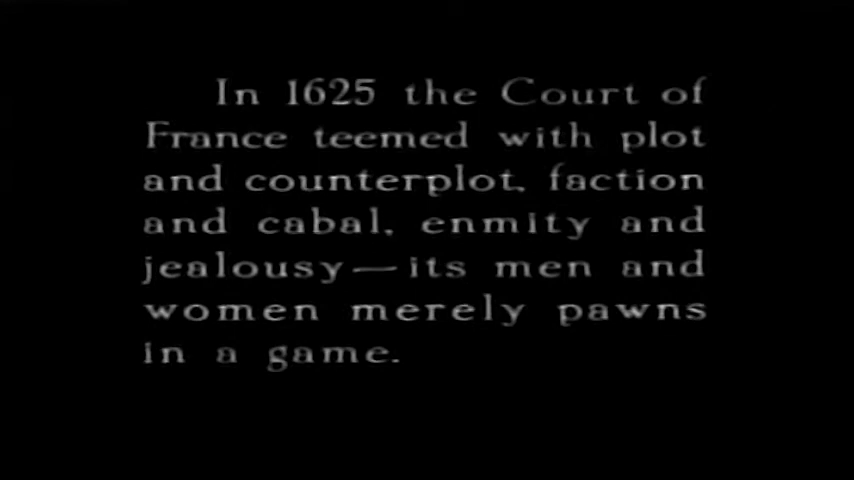 In 1625 the Court of
France teemed with plot
and counterplot, faction
and cabal, enmity and
jealousy—its men and
women merely pawns
in a game.